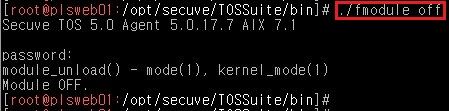 [root@plsweb01:/opt/secuve/TOSSuite/bin]# ./fmodule off
Secuve TOS 5.0 Agent 5.0.17.7 AIX 7.1

password:
module_unload() - mode(1), kernel_mode(1)
Module OFF.
[root@plsweb01:/opt/secuve/TOSSuite/bin]#